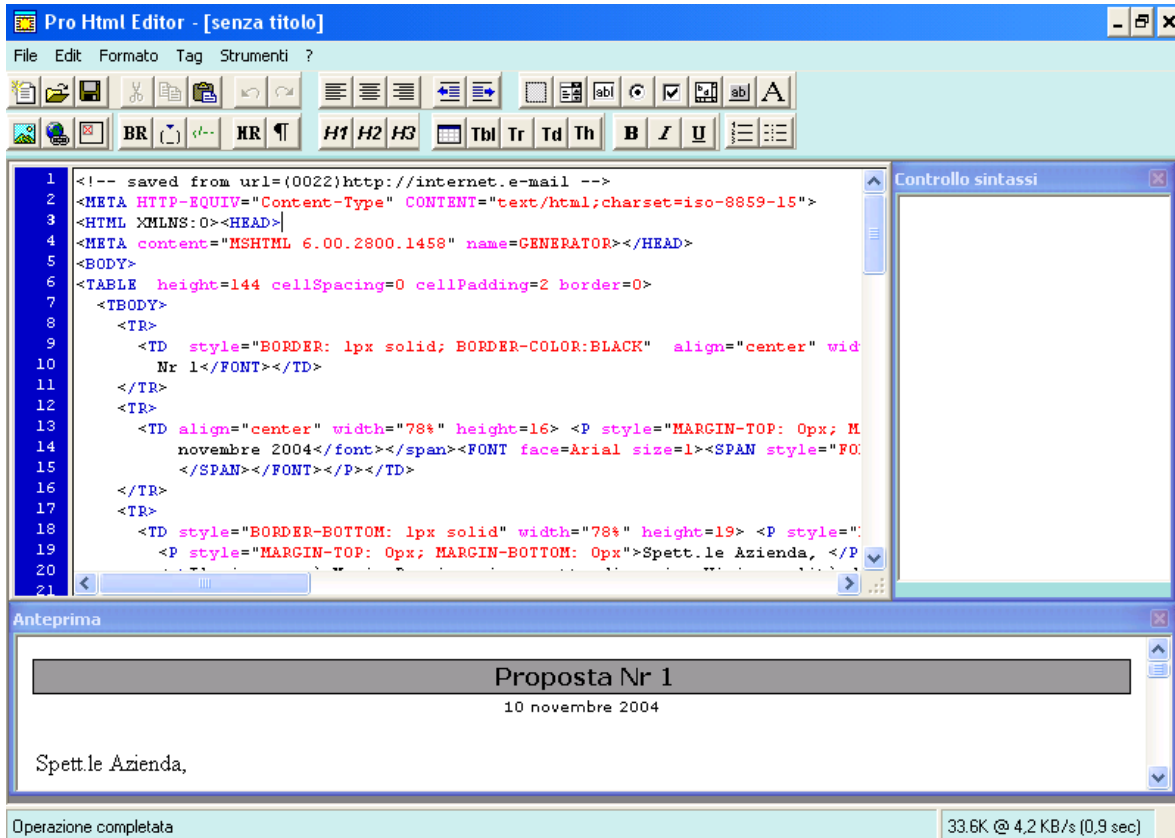 Pro Html Editor - [senza titolo]
File Edit Formato Tag Strumenti ?
abl ab A
BR HR ¶ H1 H2 H3 Tbl Tr Td Th B I U
1 <!-- saved from url=(0022)http://internet.e-mail -->
2 <META HTTP-EQUIV="Content-Type" CONTENT="text/html;charset=iso-8859-15">
3 <HTML XMLNS:O><HEAD>
4 <META content="MSHTML 6.00.2800.1458" name=GENERATOR></HEAD>
5 <BODY>
6 <TABLE height=144 cellSpacing=0 cellPadding=2 border=0>
7 <TBODY>
8 <TR>
9 <TD style="BORDER: 1px solid; BORDER-COLOR:BLACK" align="center" wid
10 Nr 1</FONT></TD>
11 </TR>
12 <TR>
13 <TD align="center" width="78%" height=16> <P style="MARGIN-TOP: 0px; M
14 novembre 2004</font></span><FONT face=Arial size=1><SPAN style="FO
15 </SPAN></FONT></P></TD>
16 </TR>
17 <TR>
18 <TD style="BORDER-BOTTOM: 1px solid" width="78%" height=19> <P style="
19 <P style="MARGIN-TOP: 0px; MARGIN-BOTTOM: 0px">Spett.le Azienda, </P
20
21
Controllo sintassi
Anteprima
Proposta Nr 1
10 novembre 2004
Spett.le Azienda,
Operazione completata
33.6K @ 4,2 KB/s (0,9 sec)